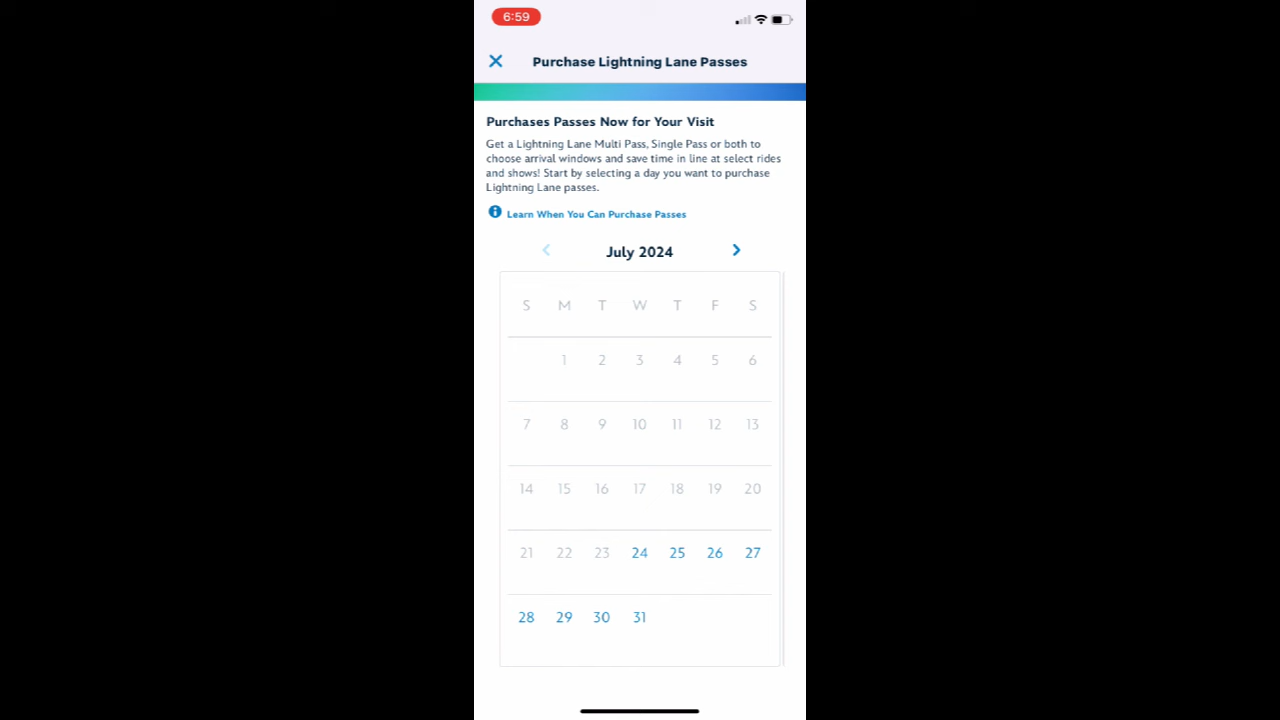 6:59
Purchase Lightning Lane Passes
Purchases Passes Now for Your Visit
Get a Lightning Lane Multi Pass, Single Pass or both to
choose arrival windows and save time in line at select rides
and shows! Start by selecting a day you want to purchase
Lightning Lane passes.
Learn When You Can Purchase Passes
July 2024
S M T W T F S
1 2 3 4 5 6
7 8 9 10 11 12 13
14 15 16 17 18 19 20
21 22 23 24 25 26 27
28 29 30 31